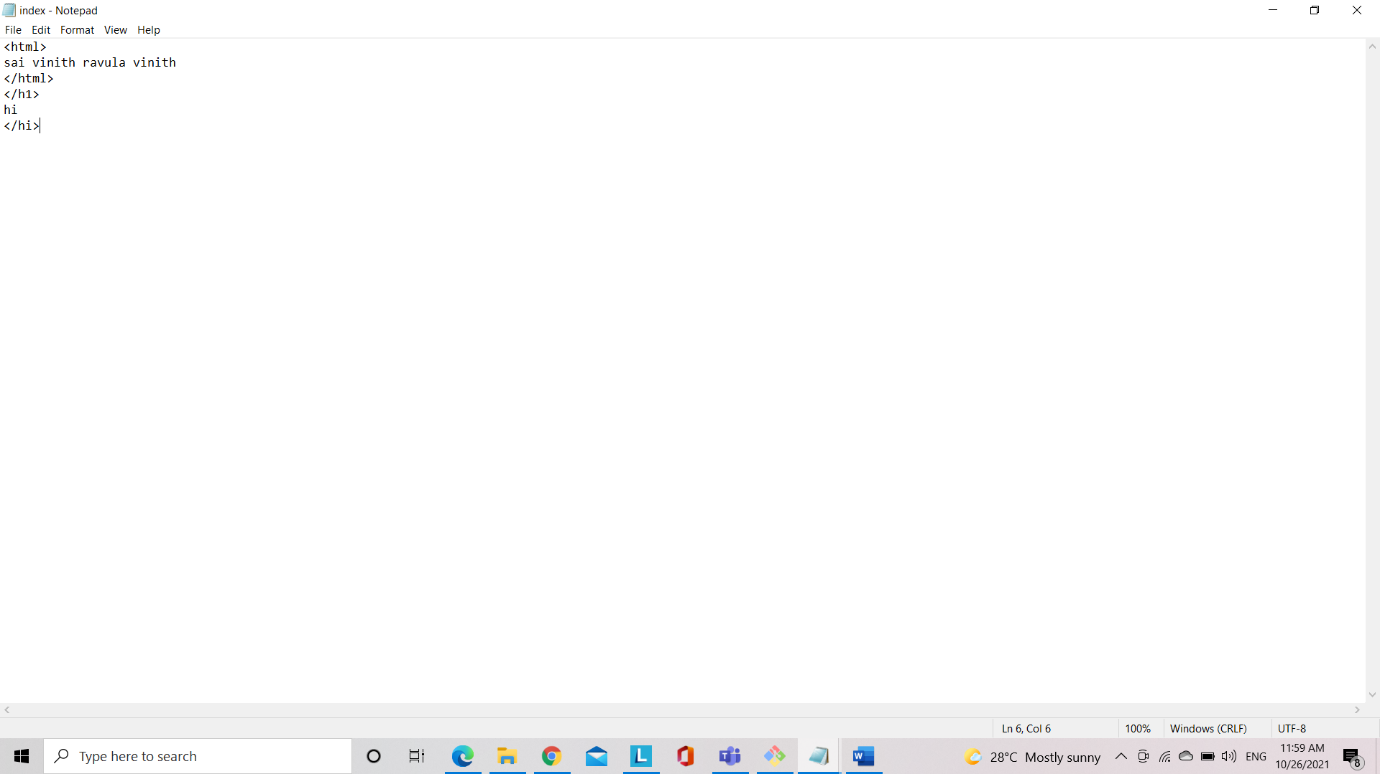 index - Notepad
File Edit Format View Help
<html>
sai vinith ravula vinith
</html>
</h1>
hi
</hi>
Ln 6, Col 6 100% Windows (CRLF) UTF-8
Type here to search
28°C Mostly sunny
ENG
11:59 AM
10/26/2021
8